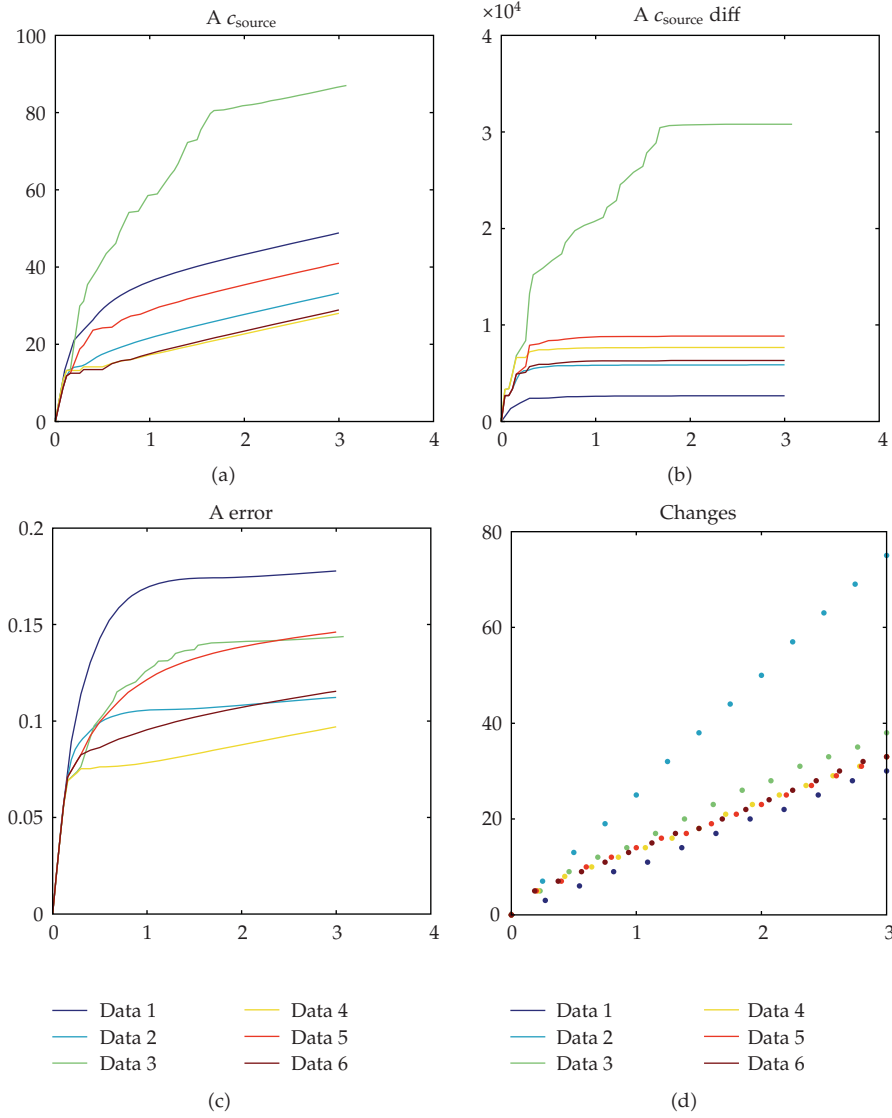 A c_source
100
80
60
40
20
0
0 1 2 3 4
(a)
A c_source diff
×10^4
4
3
2
1
0
0 1 2 3 4
(b)
A error
0.2
0.15
0.1
0.05
0
0 1 2 3 4
Data 1
Data 2
Data 3
Data 4
Data 5
Data 6
(c)
Changes
80
60
40
20
0
0 1 2 3
Data 1
Data 2
Data 3
Data 4
Data 5
Data 6
(d)